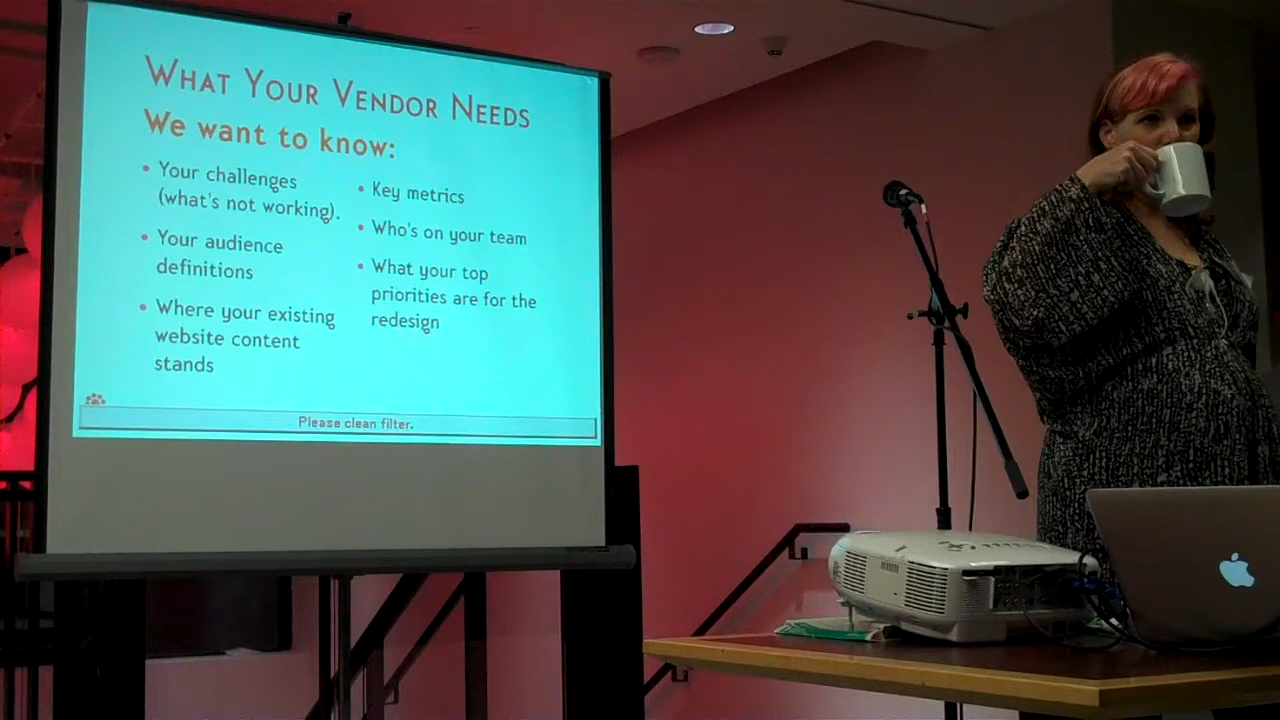 What Your Vendor Needs
We want to know:
• Your challenges
(what's not working).
• Your audience
definitions
• Where your existing
website content
stands
• Key metrics
• Who's on your team
• What your top
priorities are for the
redesign
Please clean filter.